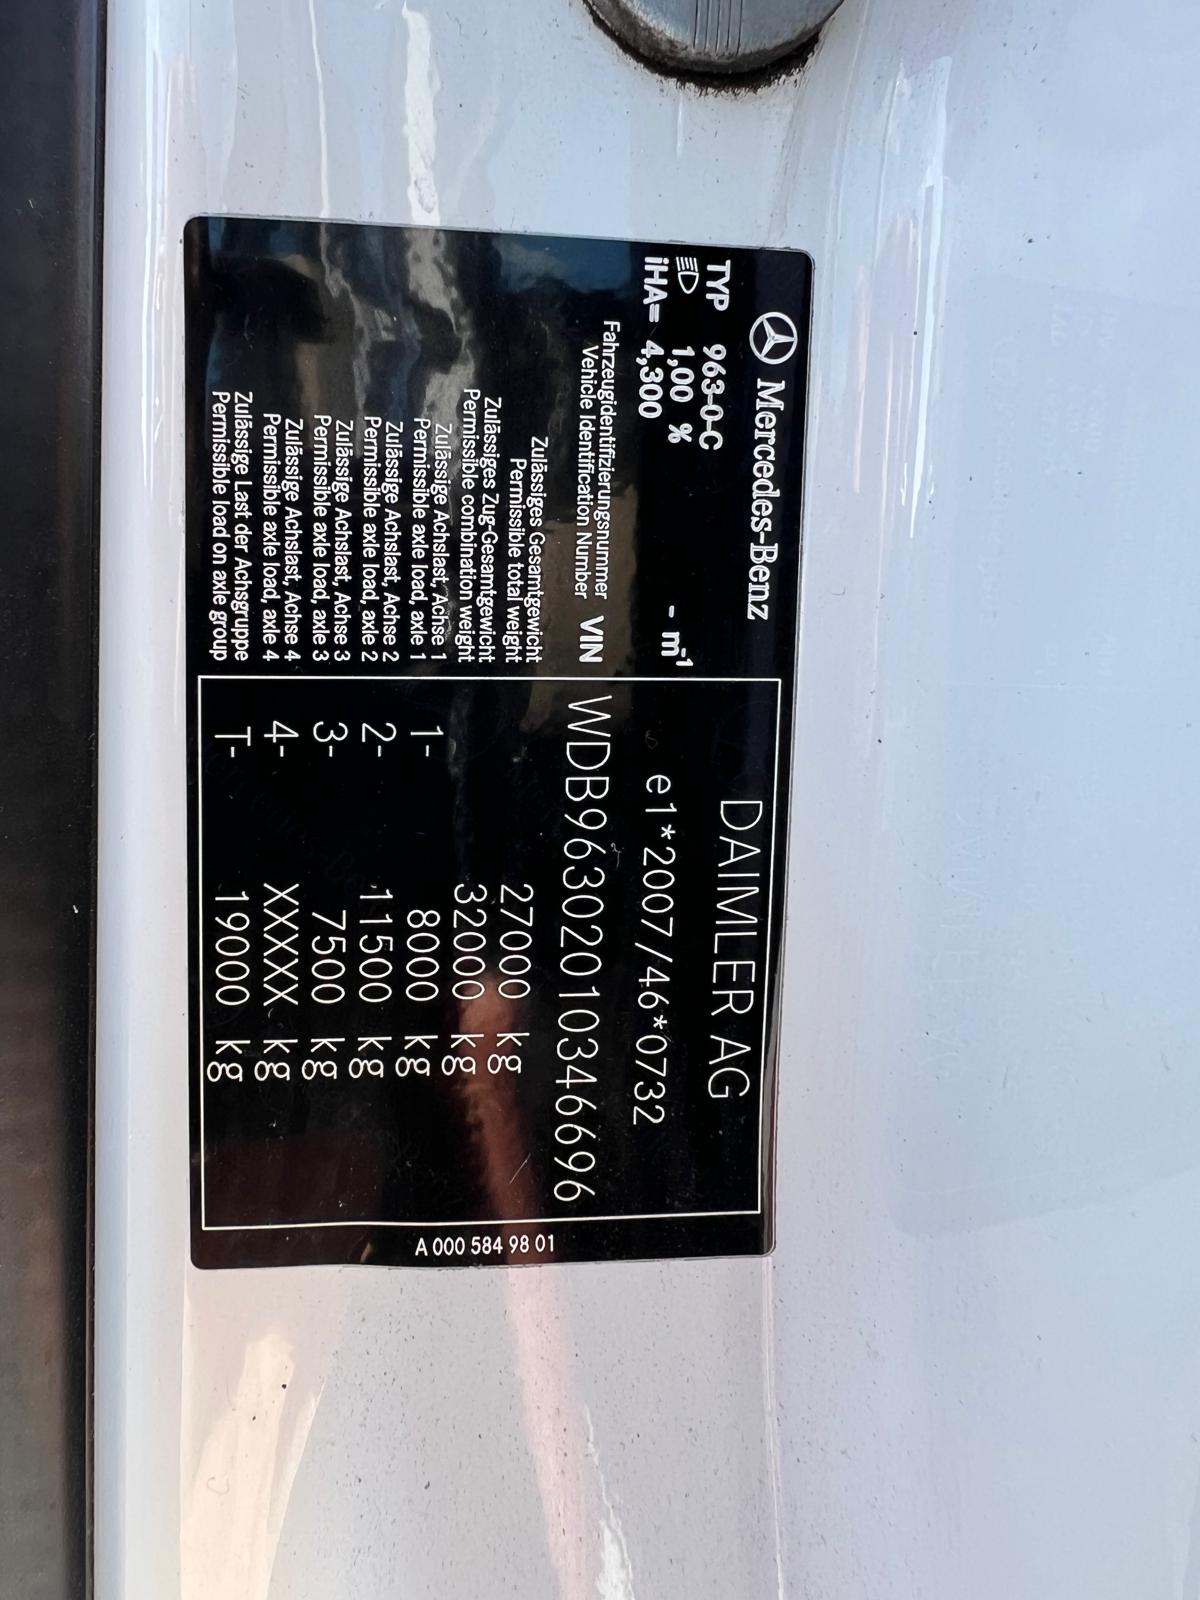 Mercedes-Benz
DAIMLER AG
TYP 963-0-C
1,00 % - m-1
e1*2007/46*0732
iHA= 4,300
Fahrzeugidentifizierungsnummer
Vehicle Identification Number VIN WDB96302010346696
Zulässiges Gesamtgewicht
Permissible total weight 27000 kg
Zulässiges Zug-Gesamtgewicht
Permissible combination weight 32000 kg
Zulässige Achslast, Achse 1
Permissible axle load, axle 1 1- 8000 kg
Zulässige Achslast, Achse 2
Permissible axle load, axle 2 2- 11500 kg
Zulässige Achslast, Achse 3
Permissible axle load, axle 3 3- 7500 kg
Zulässige Achslast, Achse 4
Permissible axle load, axle 4 4- XXXXX kg
Zulässige Last der Achsgruppe
Permissible load on axle group T- 19000 kg
A 000 584 98 01